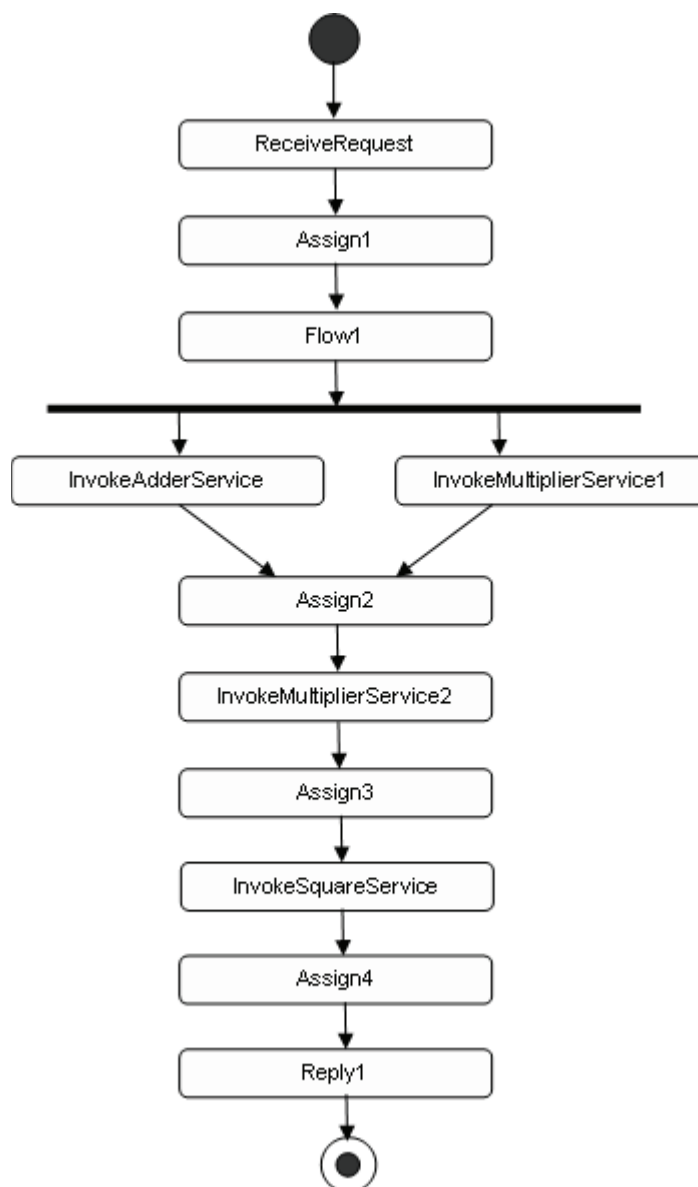 ReceiveRequest
Assign1
Flow1
InvokeAdderService
InvokeMultiplierService1
Assign2
InvokeMultiplierService2
Assign3
InvokeSquareService
Assign4
Reply1